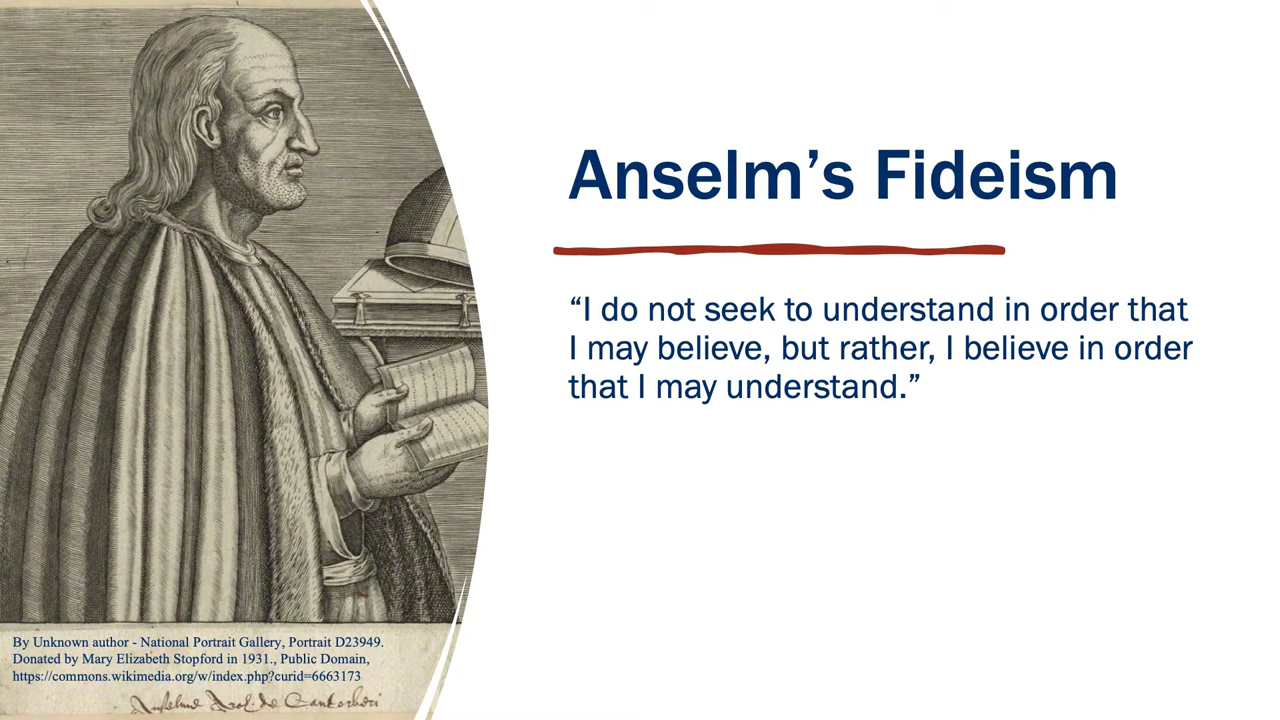 Anselm’s Fideism
“I do not seek to understand in order that
I may believe, but rather, I believe in order
that I may understand.”
By Unknown author - National Portrait Gallery, Portrait D23949.
Donated by Mary Elizabeth Stopford in 1931., Public Domain,
https://commons.wikimedia.org/w/index.php?curid=6663173